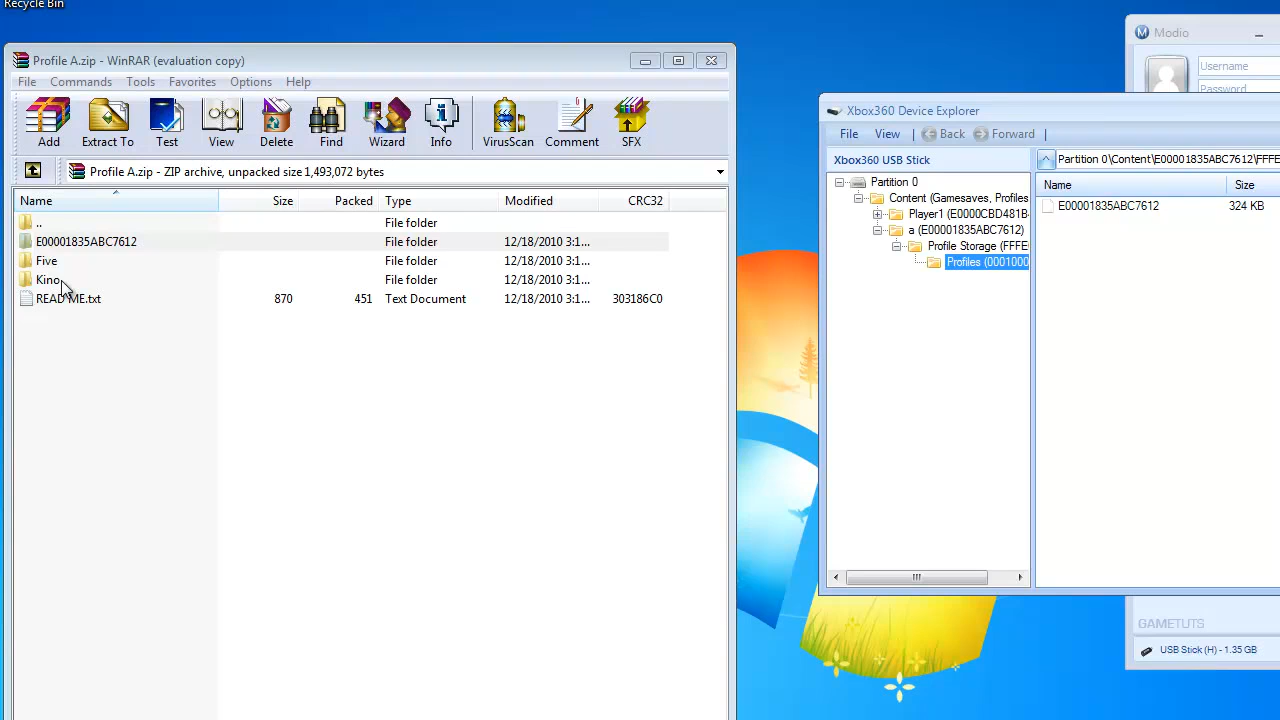 Recycle Bin
Profile A.zip - WinRAR (evaluation copy)
File Commands Tools Favorites Options Help
Add Extract To Test View Delete Find Wizard Info VirusScan Comment SFX
Profile A.zip - ZIP archive, unpacked size 1,493,072 bytes
Name Size Packed Type Modified CRC32
.. File folder
E00001835ABC7612 File folder 12/18/2010 3:1...
Five File folder 12/18/2010 3:1...
Kino File folder 12/18/2010 3:1...
README.txt 870 451 Text Document 12/18/2010 3:1... 303186C0
Modio
Username
Password
Xbox360 Device Explorer
File View | Back Forward |
Xbox360 USB Stick
Partition 0\Content\E00001835ABC7612\FFFE
Partition 0
Content (Gamesaves, Profiles
Player1 (E0000CBD481B
a (E00001835ABC7612)
Profile Storage (FFFE
Profiles (0001000
Name Size
E00001835ABC7612 324 KB
GAMETUTS
USB Stick (H) - 1.35 GB